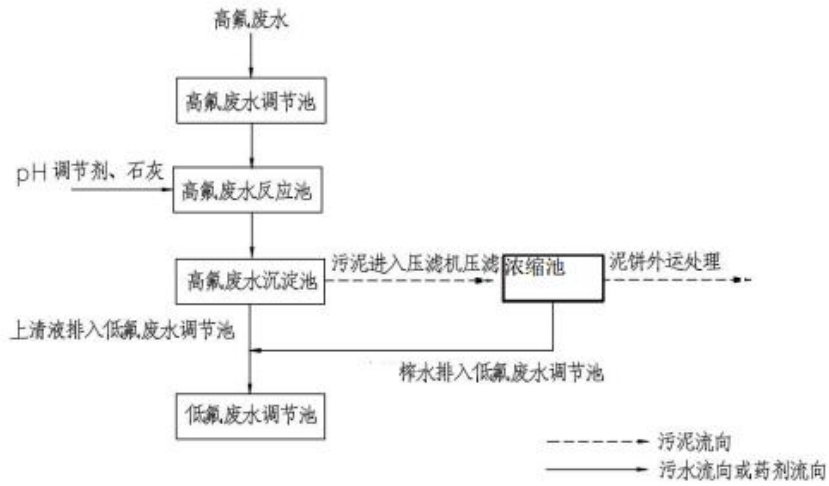 高氟废水
高氟废水调节池
pH 调节剂、石灰
高氟废水反应池
高氟废水沉淀池
污泥进入压滤机压滤
浓缩池
泥饼外运处理
上清液排入低氟废水调节池
榨水排入低氟废水调节池
低氟废水调节池
污泥流向
污水流向或药剂流向